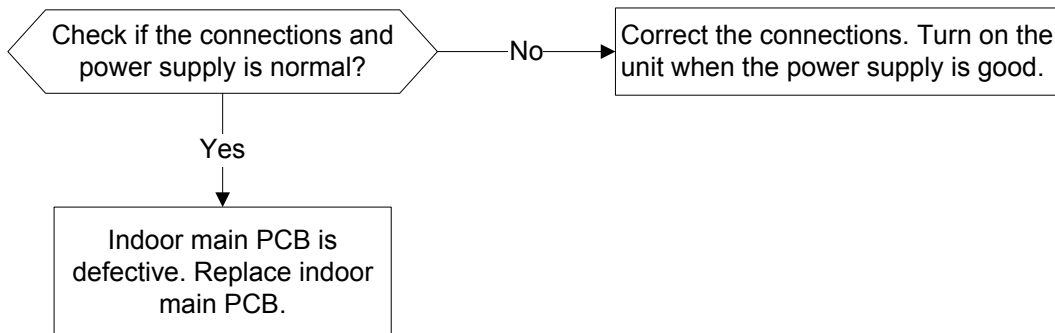 Check if the connections and
power supply is normal?
No
Correct the connections. Turn on the
unit when the power supply is good.
Yes
Indoor main PCB is
defective. Replace indoor
main PCB.